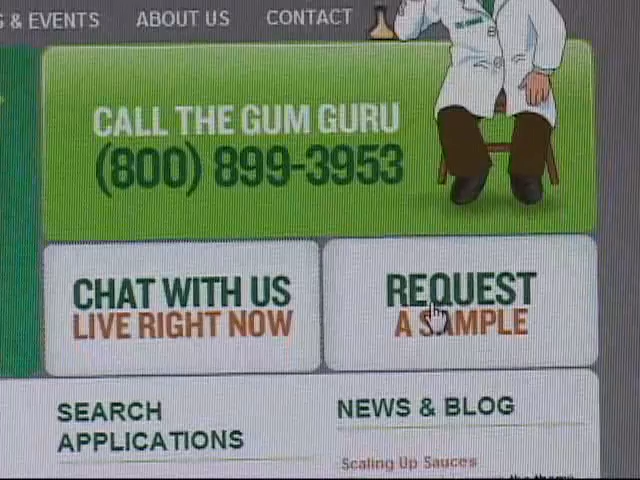 & EVENTS
ABOUT US
CONTACT
CALL THE GUM GURU
(800) 899-3953
CHAT WITH US
LIVE RIGHT NOW
REQUEST
A SAMPLE
SEARCH
APPLICATIONS
NEWS & BLOG
Scaling Up Sauces